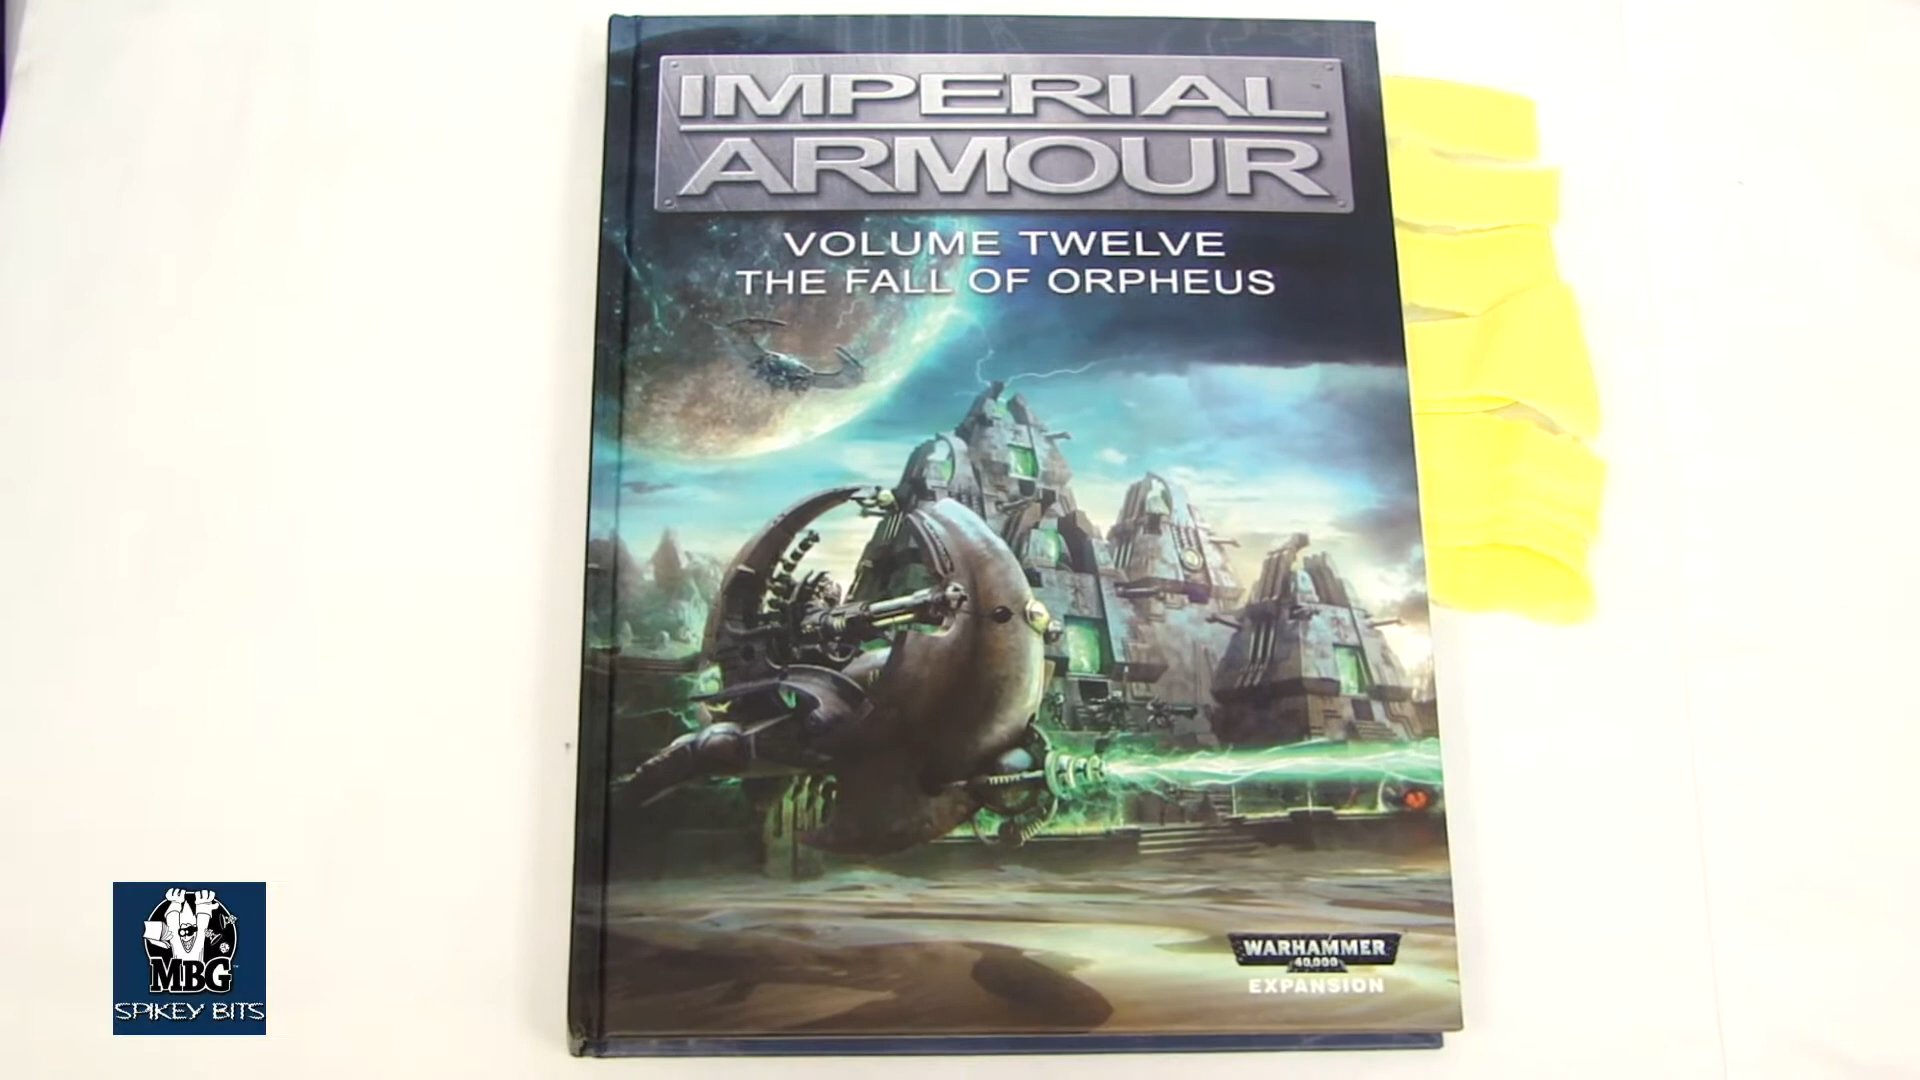 IMPERIAL
ARMOUR
VOLUME TWELVE
THE FALL OF ORPHEUS
WARHAMMER
40,000
EXPANSION
MBG
SPIKEY BITS